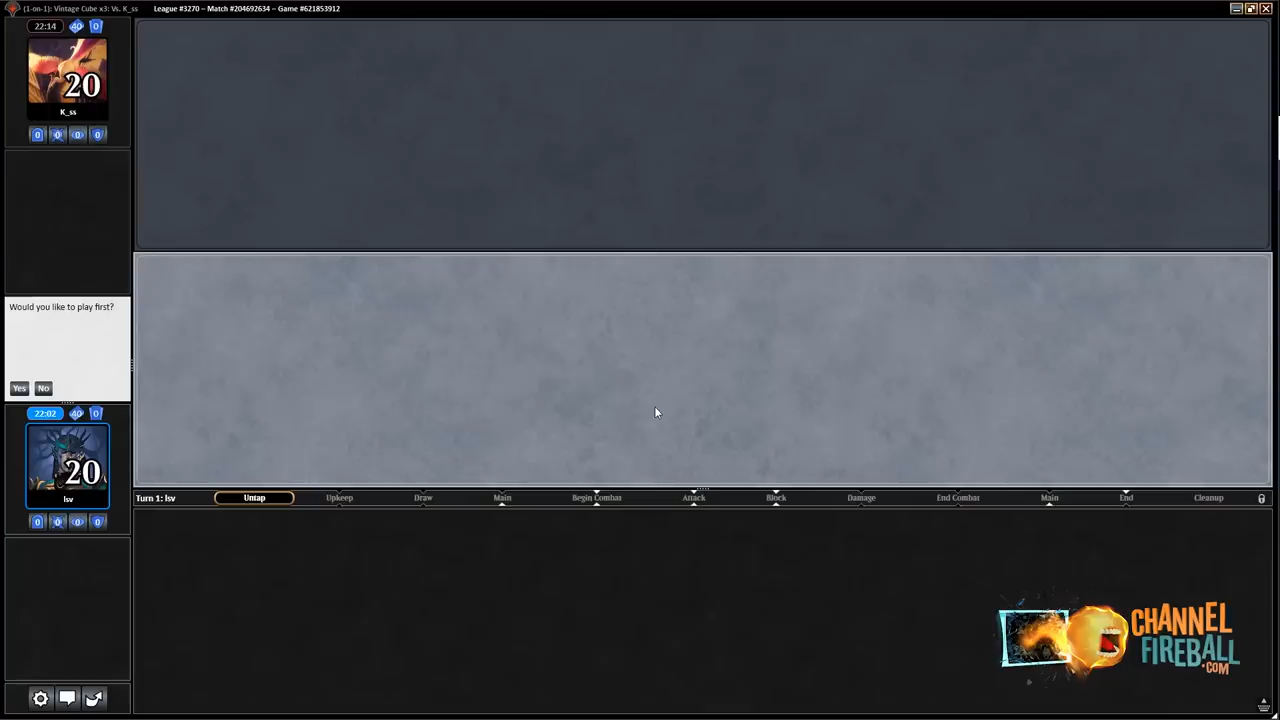 (1-on-1): Vintage Cube x3: Vs. K_ss League #3270 – Match #204692634 – Game #621853912
22:14 40 0
20
K_ss
0 0 0 0
Would you like to play first?
Yes No
22:02 40 0
20
lsv
0 0 0 0
Turn 1: lsv Untap Upkeep Draw Main Begin Combat Attack Block Damage End Combat Main End Cleanup
CHANNEL
FIREBALL
.COM